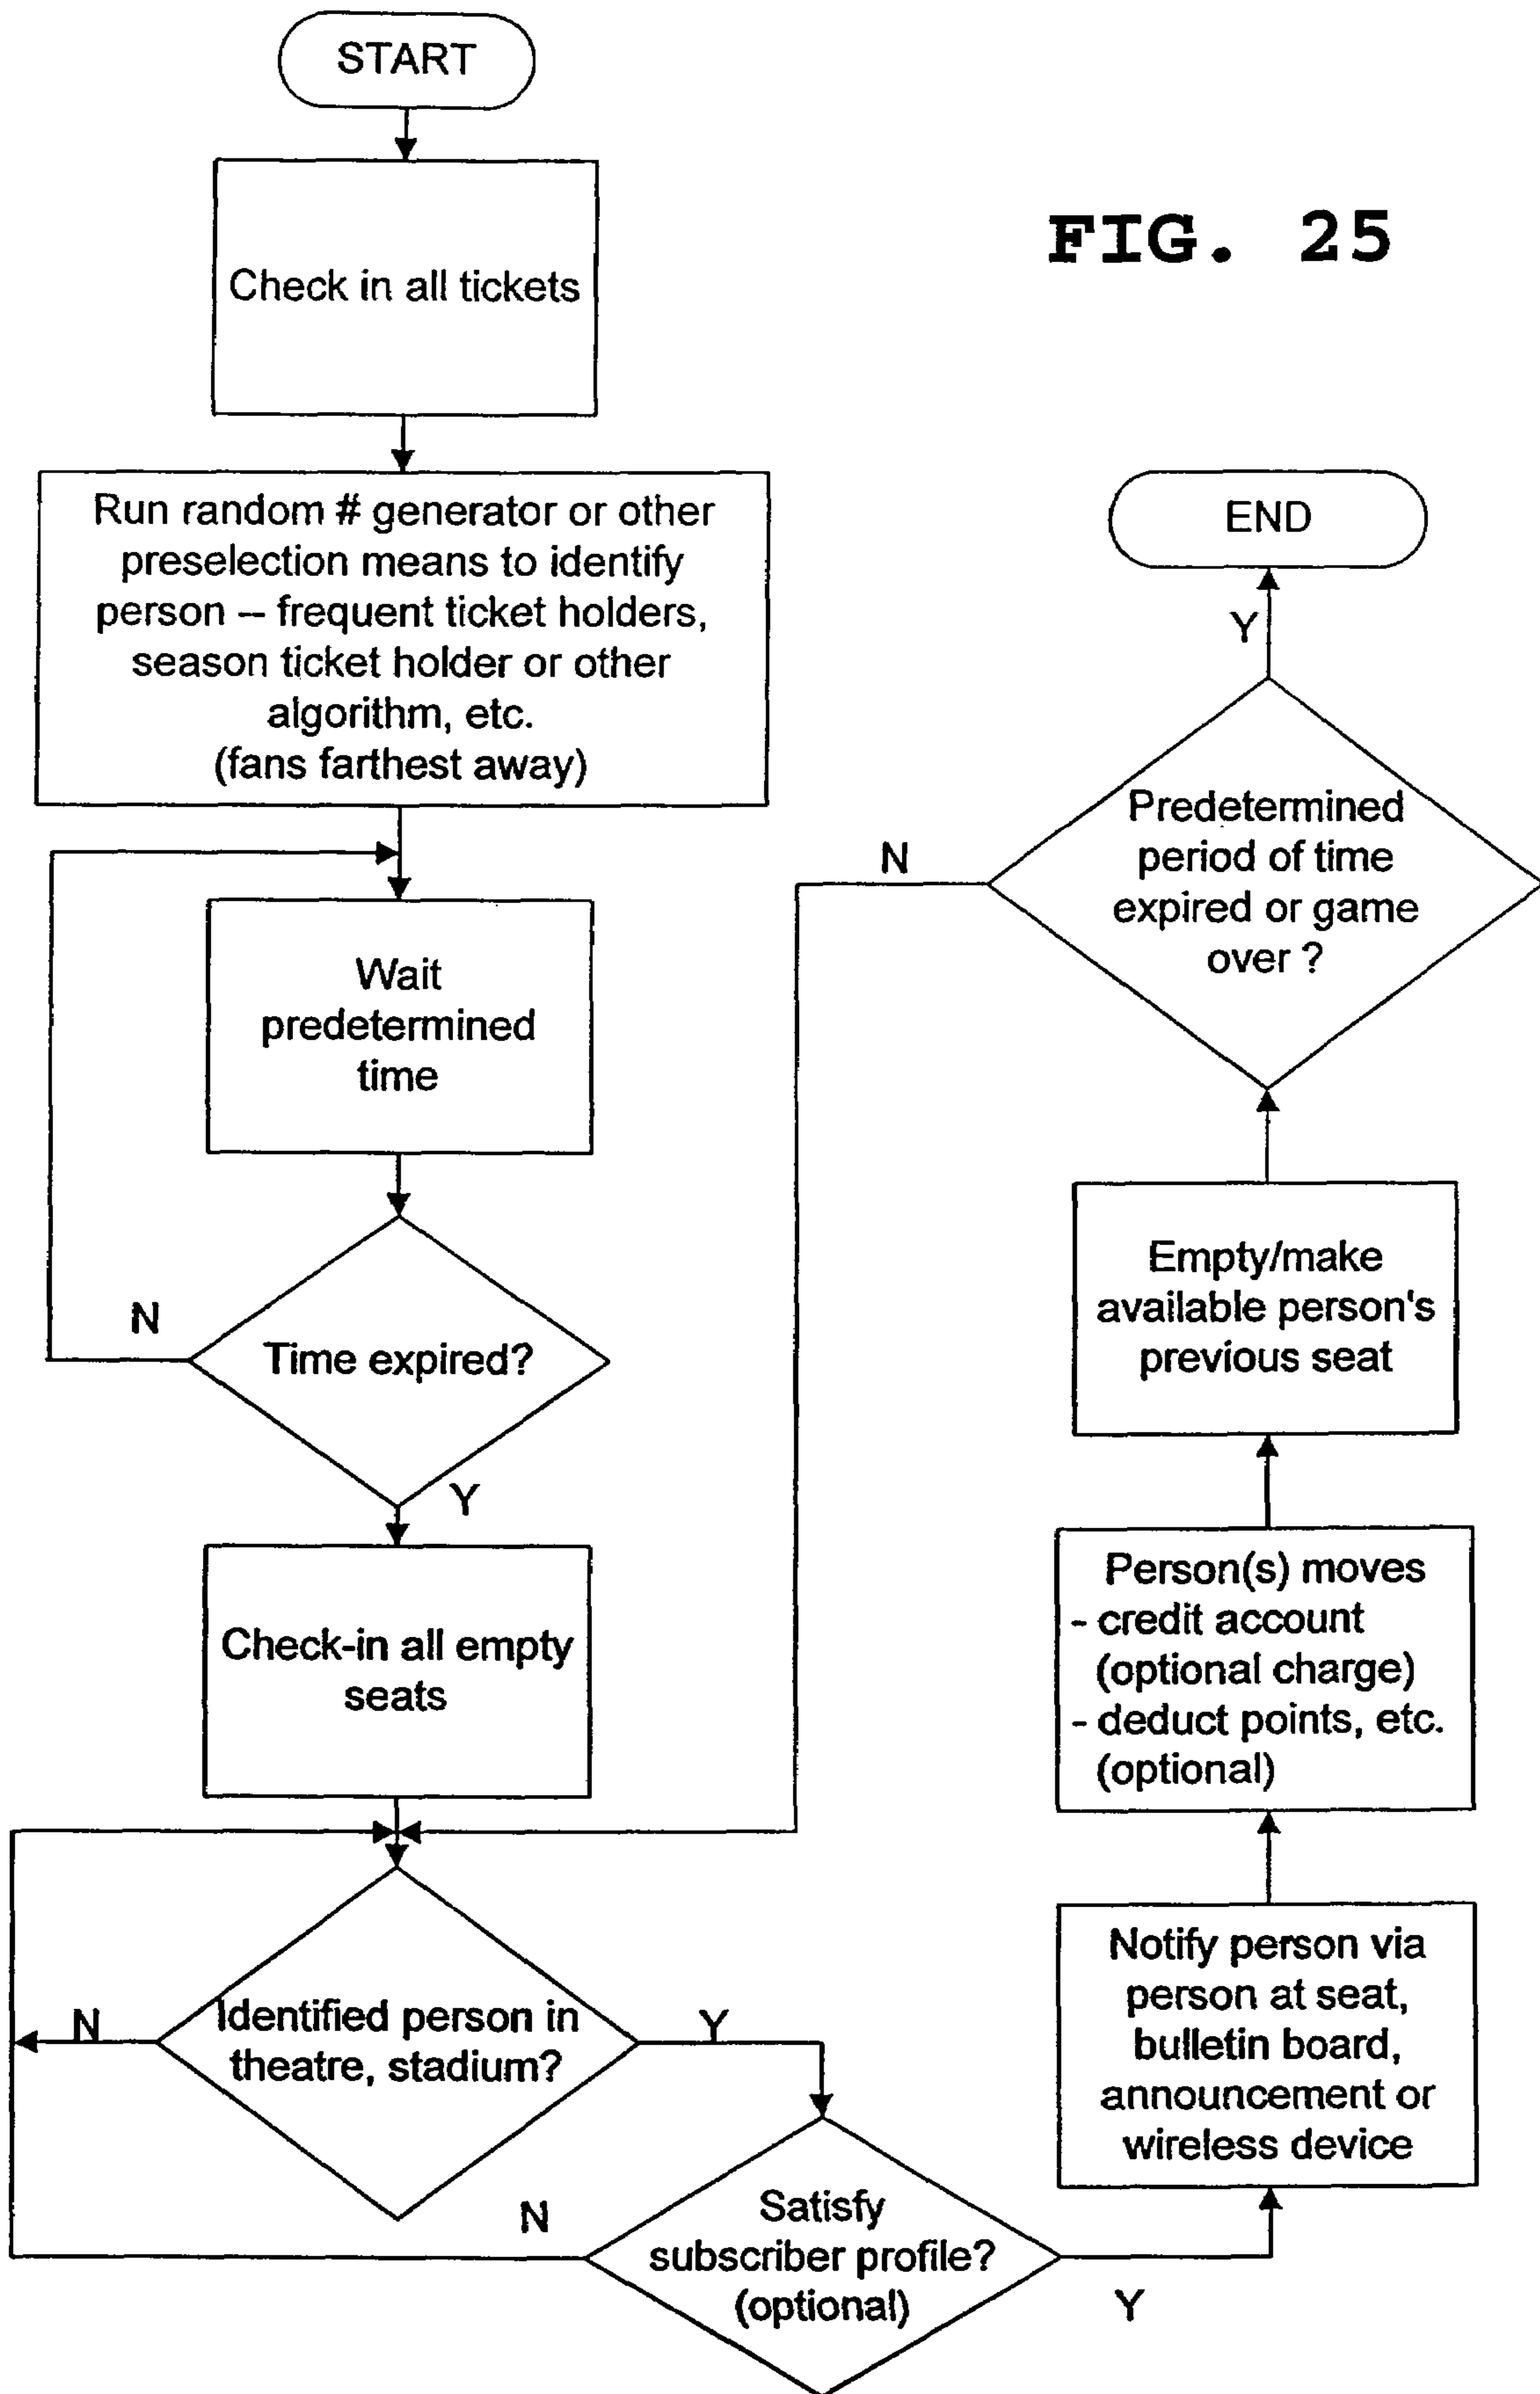 START
FIG. 25
Check in all tickets
Run random # generator or other
preselection means to identify
person -- frequent ticket holders,
season ticket holder or other
algorithm, etc.
(fans farthest away)
Wait
predetermined
time
Time expired?
N
Y
Check-in all empty
seats
Identified person in
theatre, stadium?
N
Y
Satisfy
subscriber profile?
(optional)
N
Y
Notify person via
person at seat,
bulletin board,
announcement or
wireless device
Person(s) moves
- credit account
(optional charge)
- deduct points, etc.
(optional)
Empty/make
available person's
previous seat
Predetermined
period of time
expired or game
over ?
N
Y
END